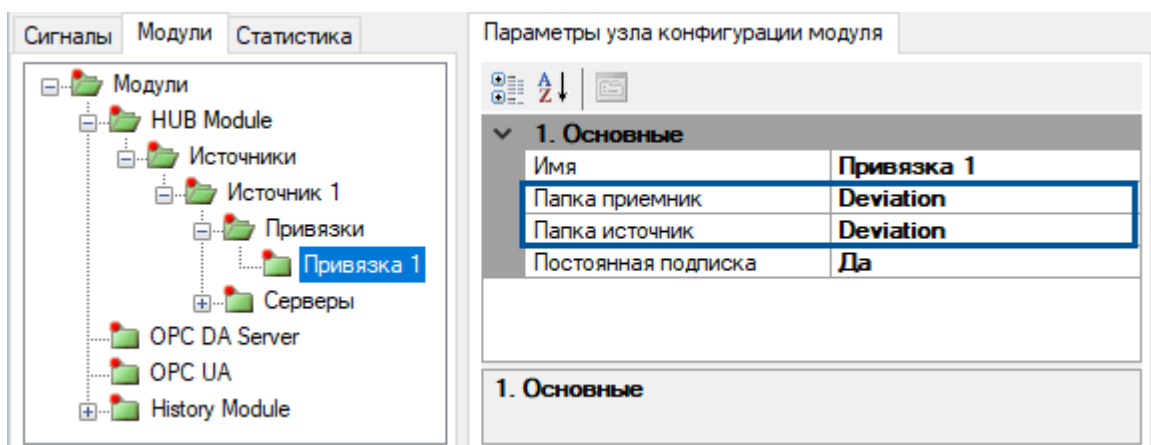 Сигналы Модули Статистика
Модули
HUB Module
Источники
Источник 1
Привязки
Привязка 1
Серверы
OPC DA Server
OPC UA
History Module
Параметры узла конфигурации модуля
1. Основные
Имя Привязка 1
Папка приемник Deviation
Папка источник Deviation
Постоянная подписка Да
1. Основные